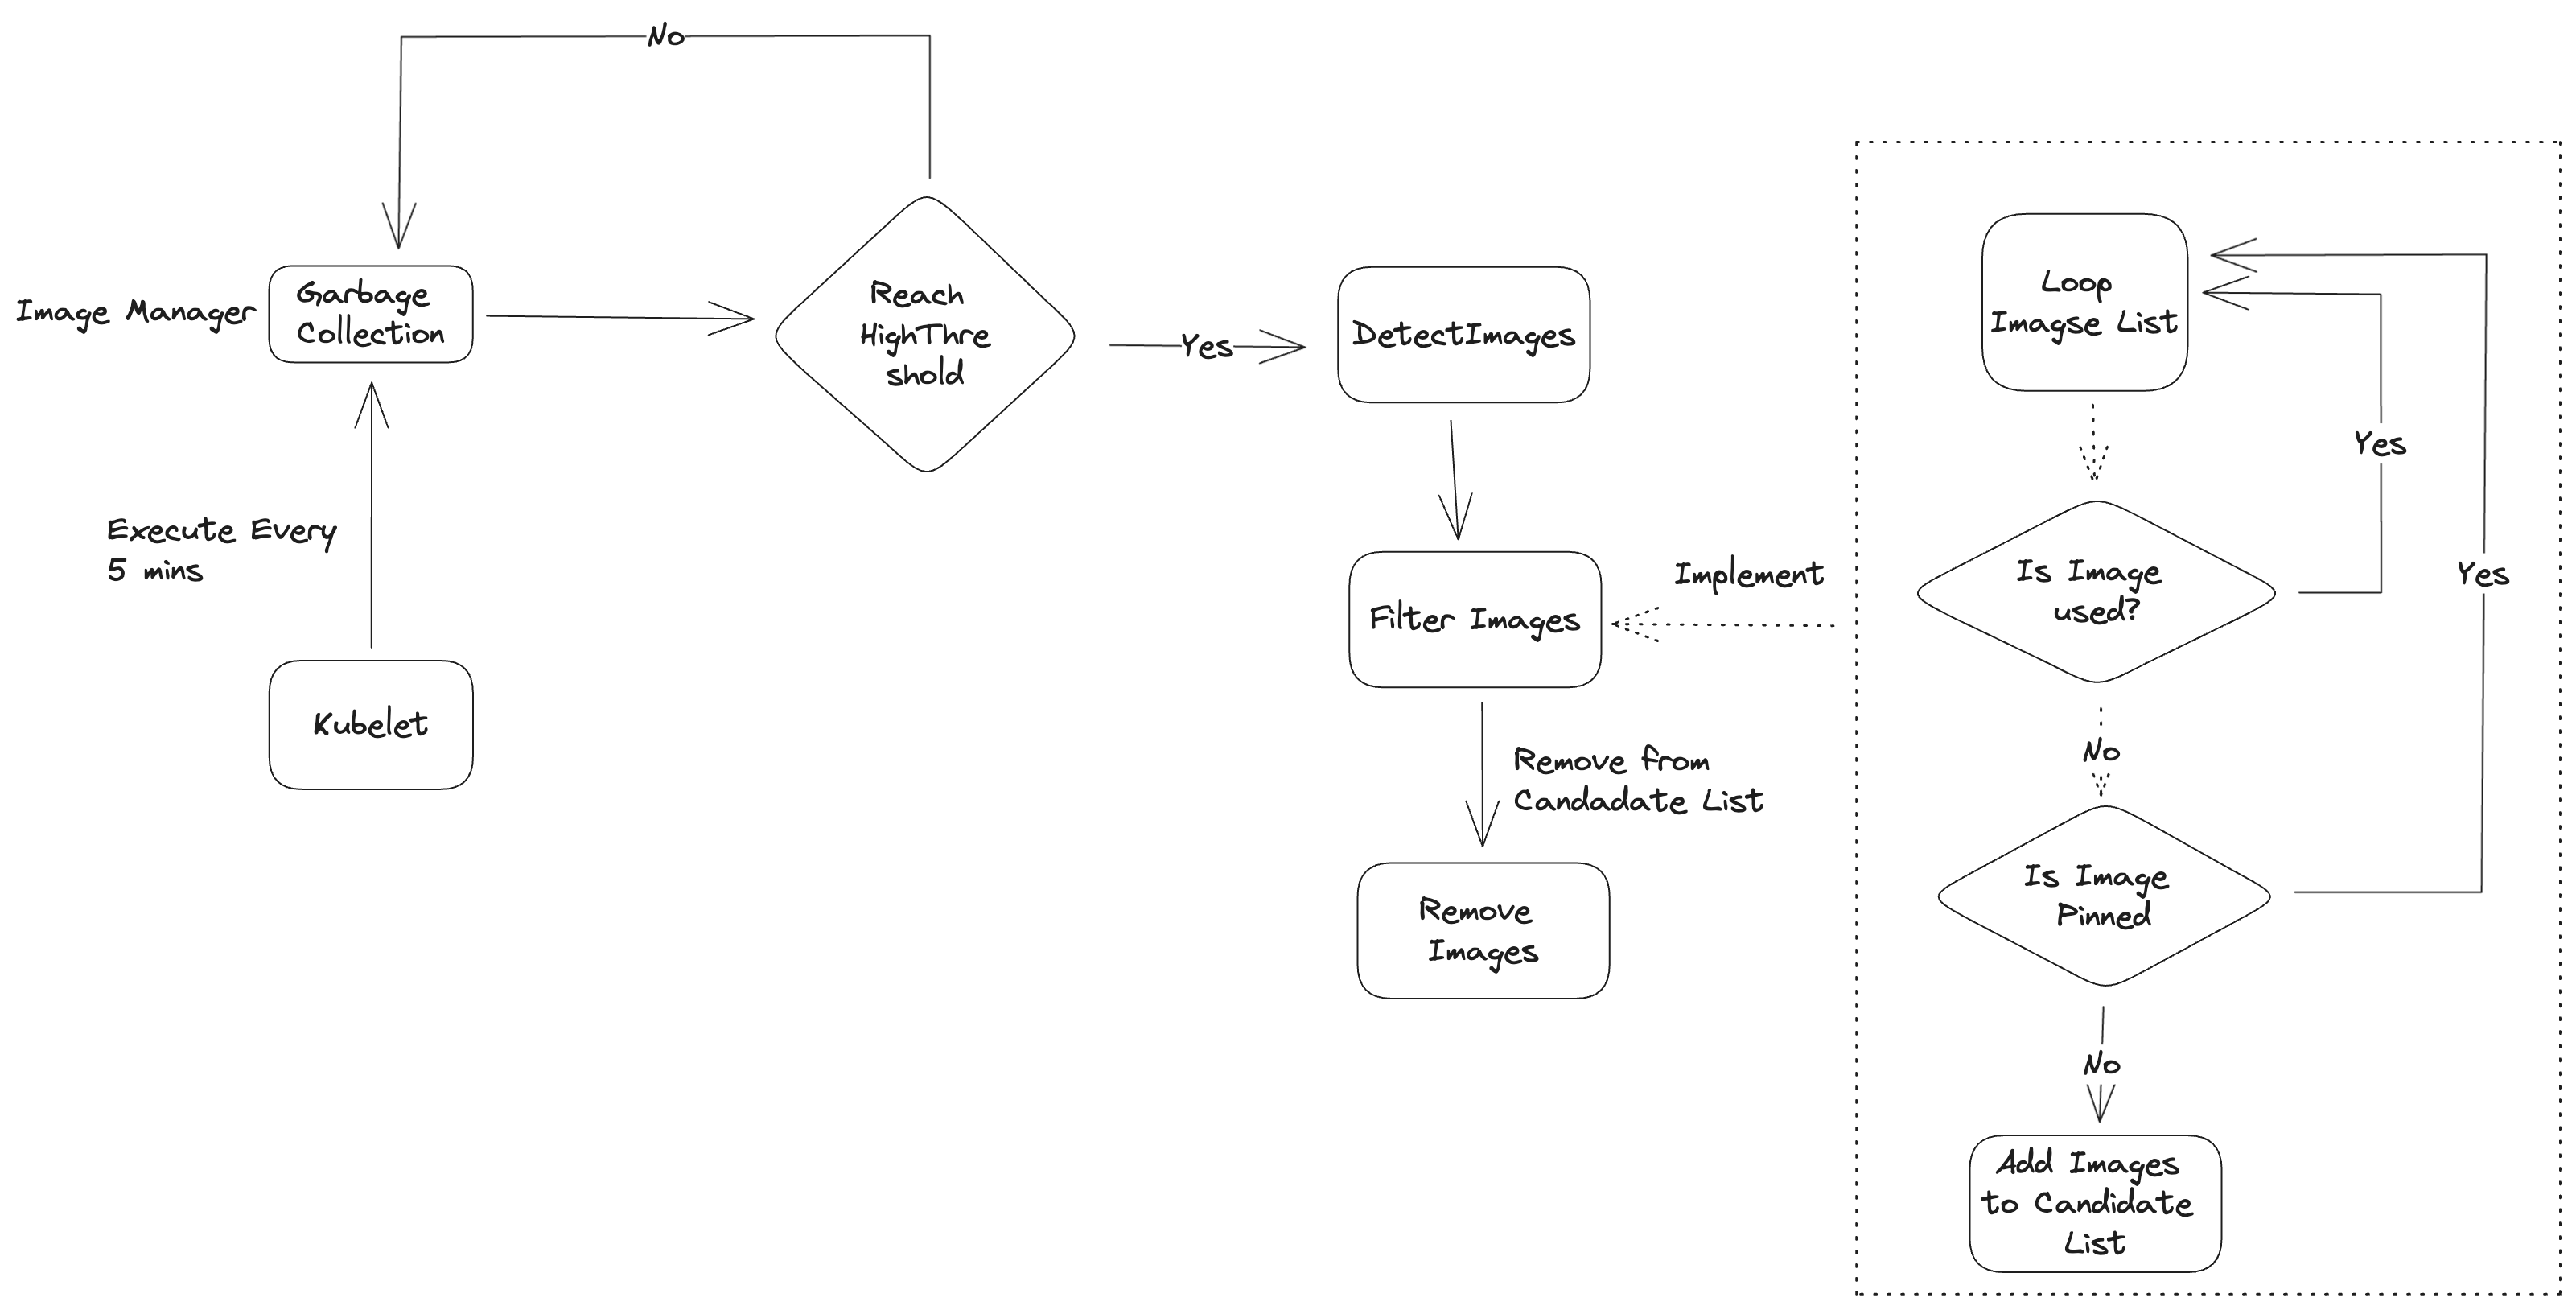 No
Image Manager
Garbage
Collection
Reach
HighThre
shold
Yes
DetectImages
Execute Every
5 mins
Kubelet
Filter Images
Implement
Remove from
Candadate List
Remove
Images
Loop
Imagse List
Yes
Is Image
used?
Yes
No
Is Image
Pinned
No
Add Images
to Candidate
List